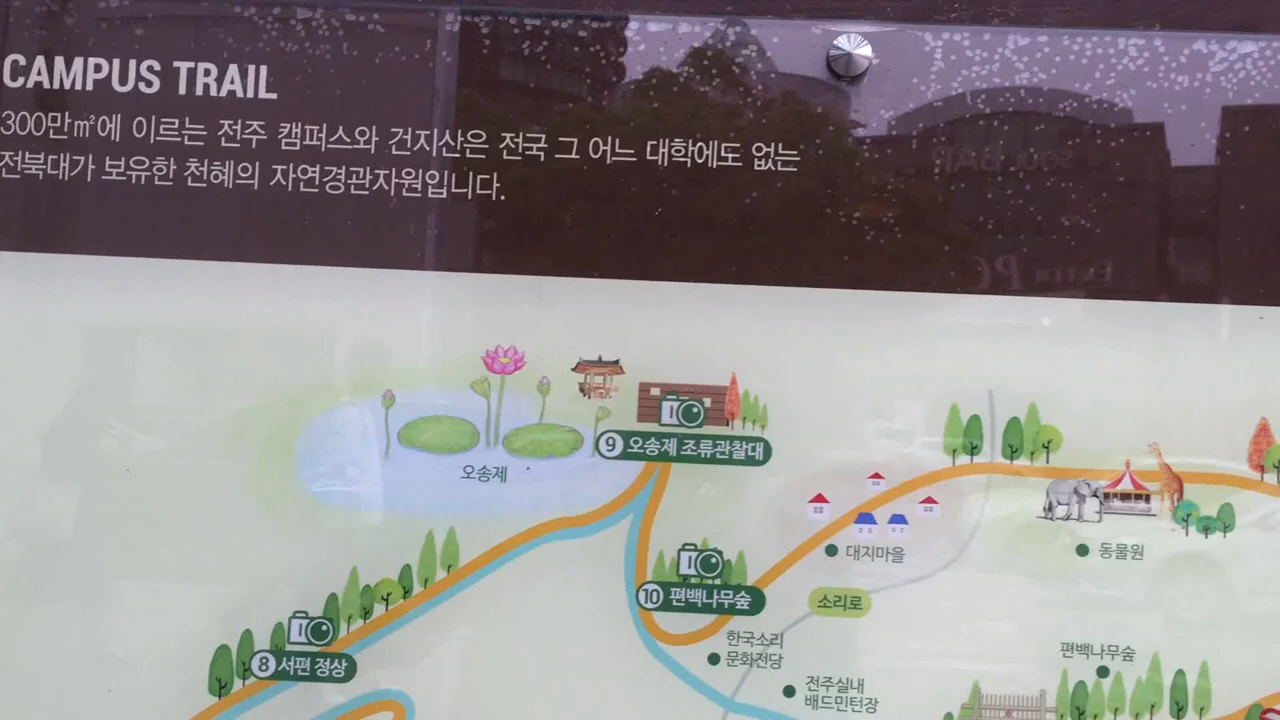 CAMPUS TRAIL
300만㎡에 이르는 전주 캠퍼스와 건지산은 전국 그 어느 대학에도 없는
전북대가 보유한 천혜의 자연경관자원입니다.
9 오송제 조류관찰대
오송제
대지마을
동물원
10 편백나무숲
소리로
한국소리
문화전당
편백나무숲
8 서편 정상
전주실내
배드민턴장